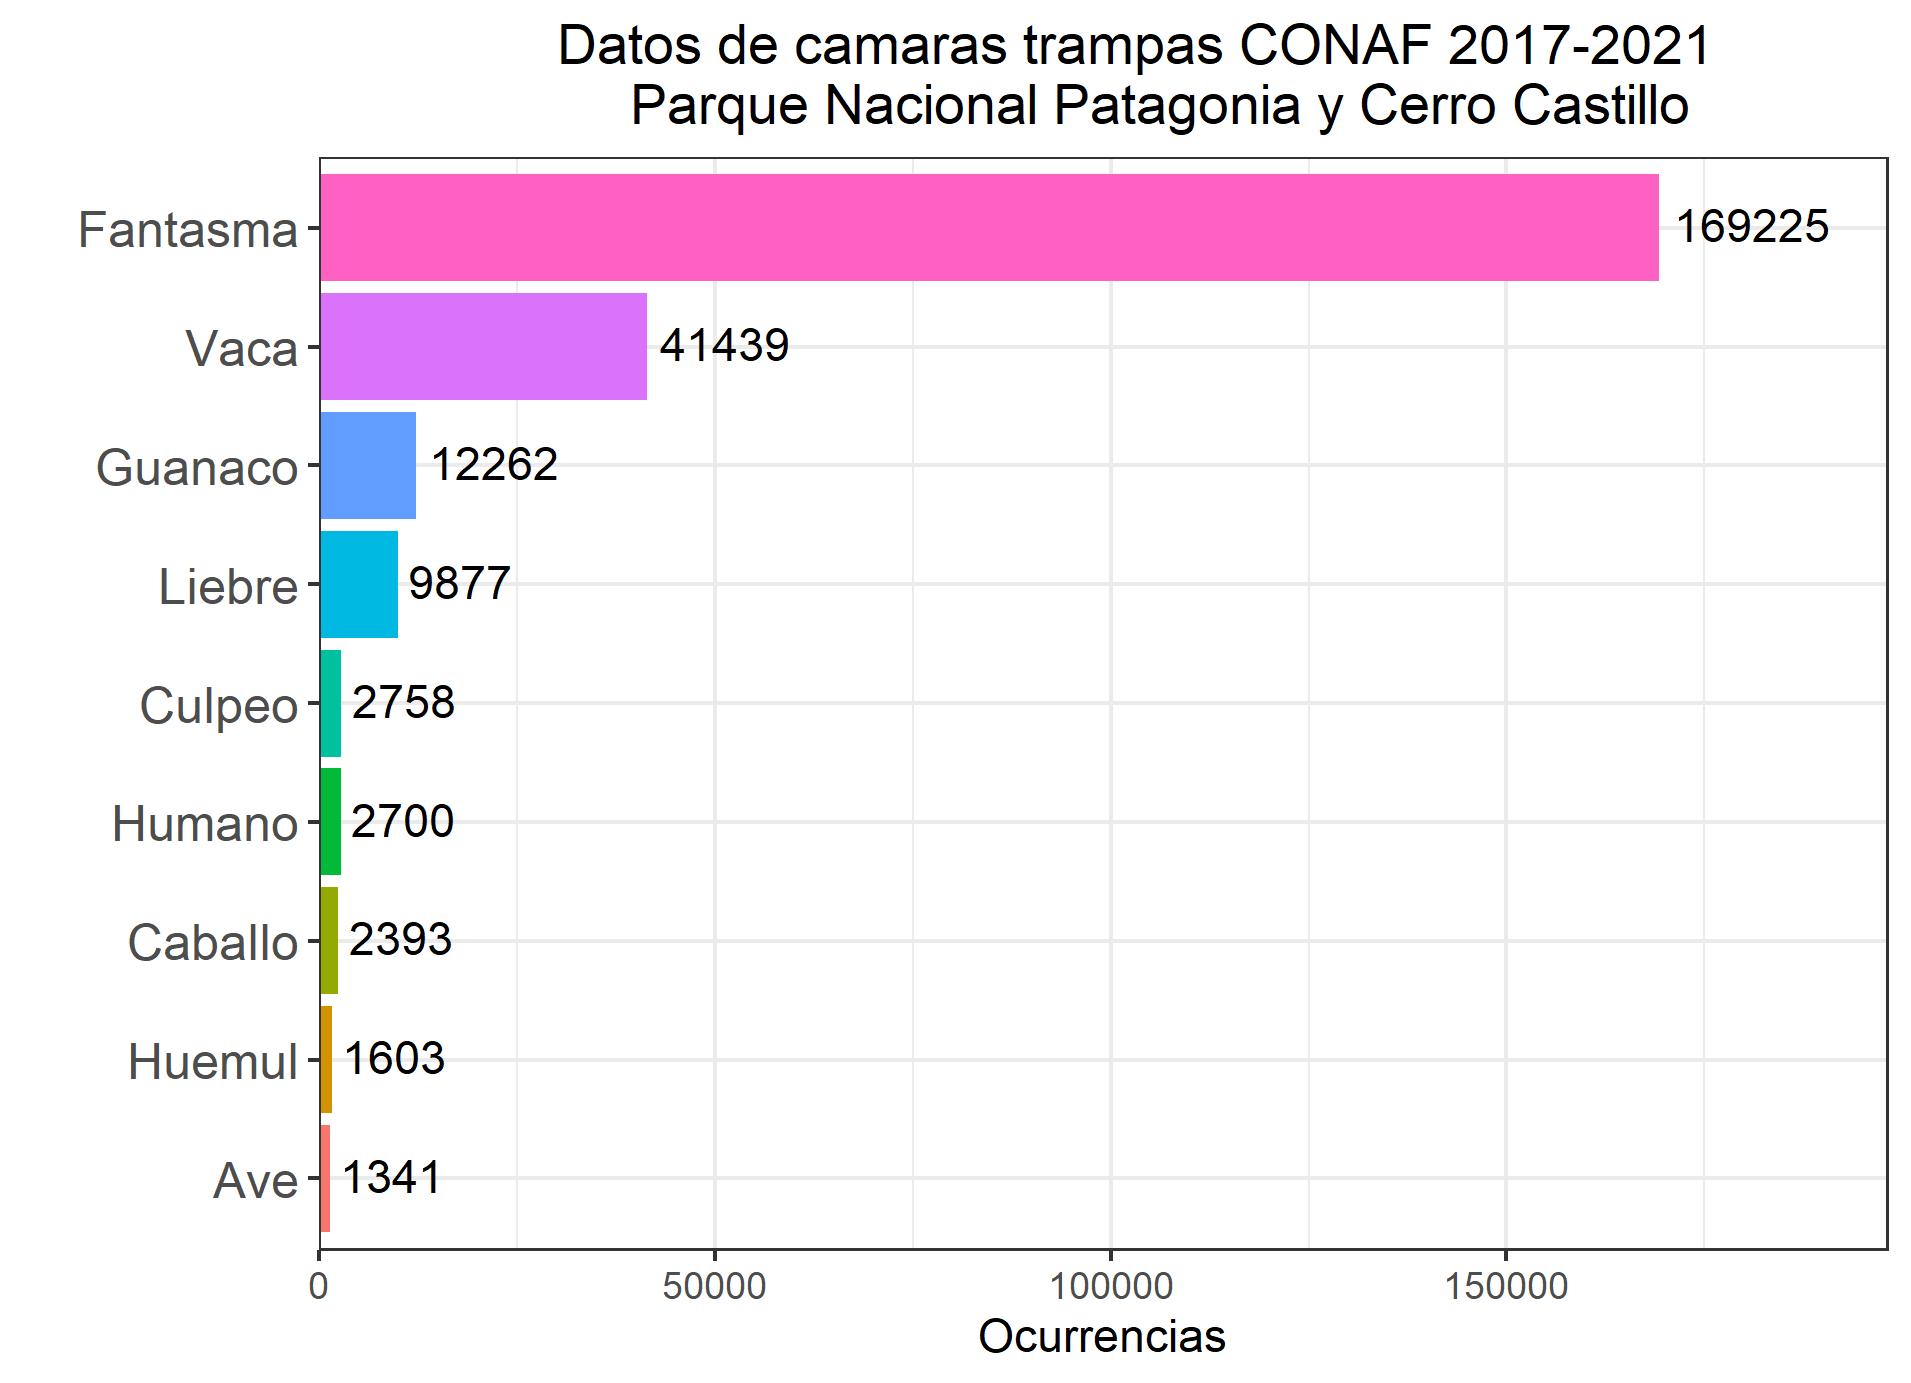 Datos de camaras trampas CONAF 2017-2021
Parque Nacional Patagonia y Cerro Castillo
Fantasma 169225
Vaca 41439
Guanaco 12262
Liebre 9877
Culpeo 2758
Humano 2700
Caballo 2393
Huemul 1603
Ave 1341
0 50000 100000 150000
Ocurrencias